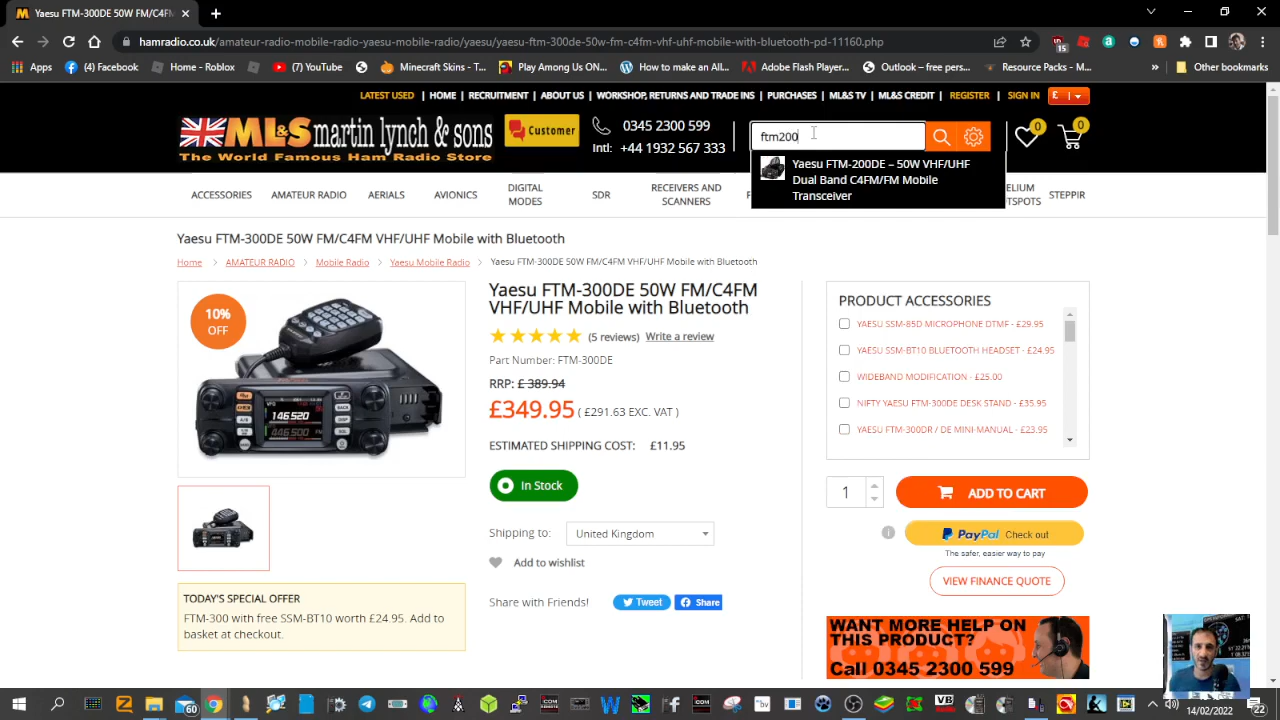 Yaesu FTM-300DE 50W FM/C4FM V
hamradio.co.uk/amateur-radio-mobile-radio-yaesu-mobile-radio/yaesu/yaesu-ftm-300de-50w-fm-c4fm-vhf-uhf-mobile-with-bluetooth-pd-11160.php
15
Apps
(4) Facebook
Home - Roblox
(1) YouTube
Minecraft Skins - T...
Play Among Us ON...
How to make an All...
Adobe Flash Player...
Free, Printable Cust...
»
Other Bookmarks
LATEST USED | HOME | RECRUITMENT | ABOUT US | WORKSHOP, RETURNS AND TRADE INS | PURCHASES | ML&S TV | ML&S CREDIT | REGISTER | SIGN IN
£
ML&S martin lynch & sons
The World Famous Ham Radio Store
Customer
0345 2300 599
Intl: +44 1932 567 333
ftm200
0
0
Yaesu FTM-200DE – 50W VHF/UHF
Dual Band C4FM/FM Mobile
Transceiver
ACCESSORIES
AMATEUR RADIO
AERIALS
AVIONICS
DIGITAL
MODES
SDR
RECEIVERS AND
SCANNERS
ELIUM
TSPOTS
STEPPIR
Yaesu FTM-300DE 50W FM/C4FM VHF/UHF Mobile with Bluetooth
Home > AMATEUR RADIO > Mobile Radio > Yaesu Mobile Radio > Yaesu FTM-300DE 50W FM/C4FM VHF/UHF Mobile with Bluetooth
10%
OFF
146.520
446.500
TODAY'S SPECIAL OFFER
FTM-300 with free SSM-BT10 worth £24.95. Add to
basket at checkout.
Yaesu FTM-300DE 50W FM/C4FM
VHF/UHF Mobile with Bluetooth
(5 reviews) Write a review
Part Number: FTM-300DE
RRP: £ 389.94
£349.95 ( £291.63 EXC. VAT )
ESTIMATED SHIPPING COST: £11.95
In Stock
Shipping to: United Kingdom
Add to wishlist
Share with Friends! Tweet Share
PRODUCT ACCESSORIES
YAESU SSM-85D MICROPHONE DTMF - £29.95
YAESU SSM-BT10 BLUETOOTH HEADSET - £24.95
WIDEBAND MODIFICATION - £25.00
NIFTY YAESU FTM-300DE DESK STAND - £35.95
YAESU FTM-300DR / DE MINI-MANUAL - £23.95
1
ADD TO CART
PayPal Check out
The safer, easier way to pay
VIEW FINANCE QUOTE
WANT MORE HELP ON
THIS PRODUCT?
Call 0345 2300 599
60
14/02/2022
22